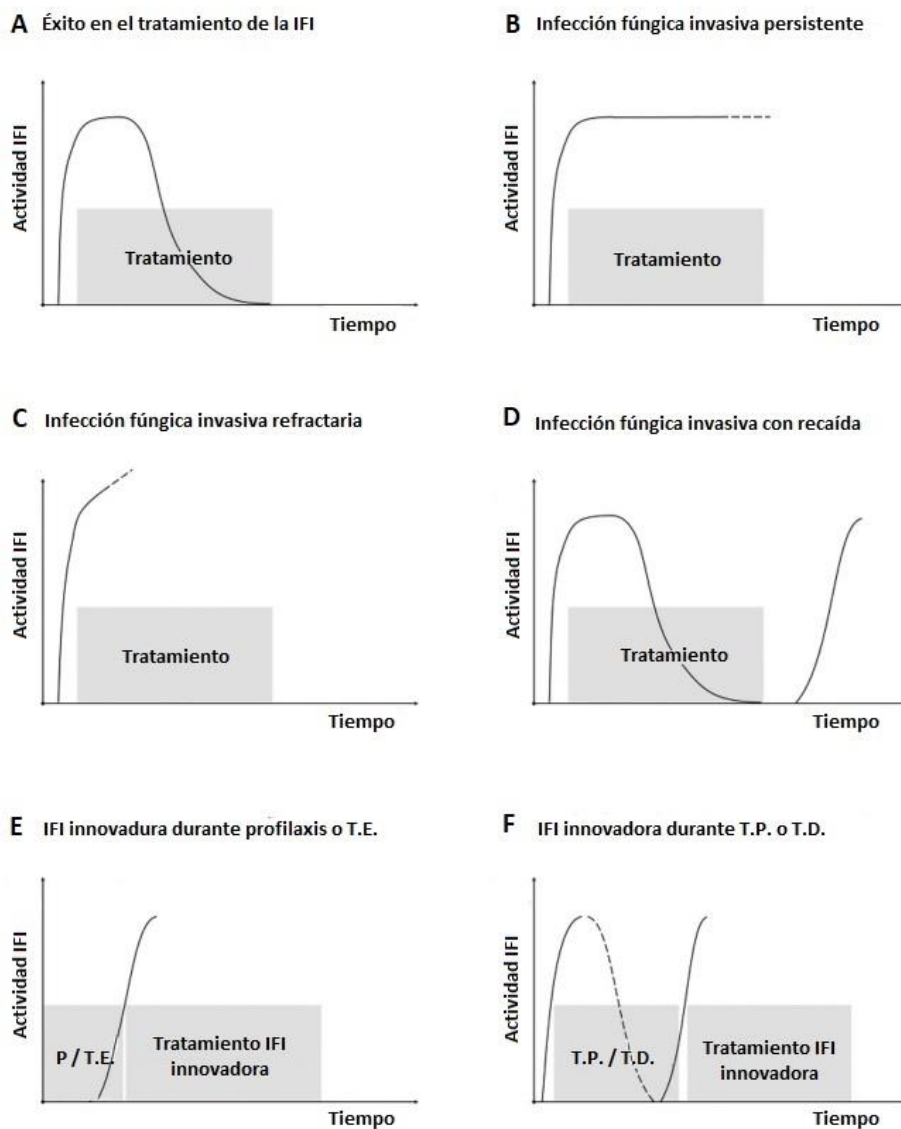 A Éxito en el tratamiento de la IFI
Actividad IFI
Tratamiento
Tiempo
B Infección fúngica invasiva persistente
Actividad IFI
Tratamiento
Tiempo
C Infección fúngica invasiva refractaria
Actividad IFI
Tratamiento
Tiempo
D Infección fúngica invasiva con recaída
Actividad IFI
Tratamiento
Tiempo
E IFI innovadura durante profilaxis o T.E.
Actividad IFI
P / T.E.
Tratamiento IFI
innovadora
Tiempo
F IFI innovadora durante T.P. o T.D.
Actividad IFI
T.P. / T.D.
Tratamiento IFI
innovadora
Tiempo